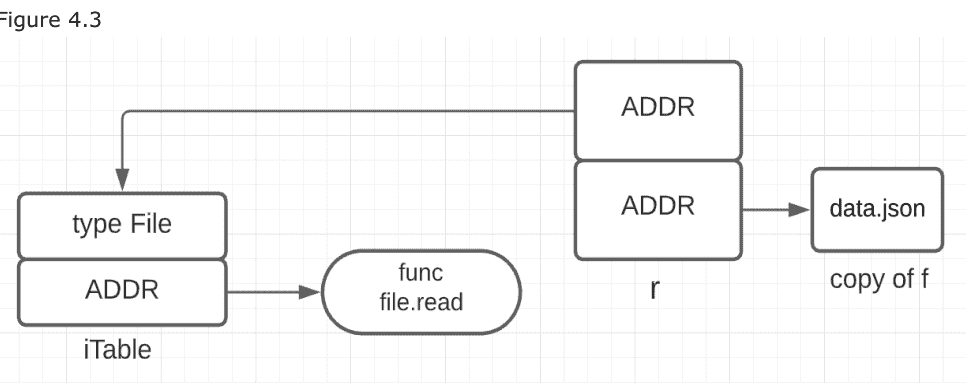 Figure 4.3
ADDR
type File
ADDR
data.json
ADDR
func
file.read
r
copy of f
iTable